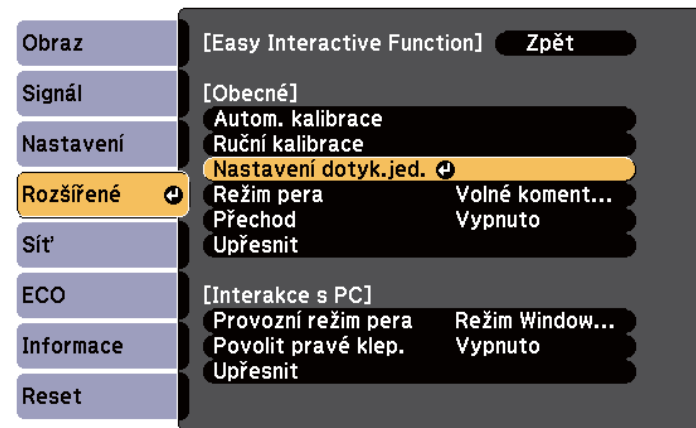 Obraz
Signál
Nastavení
Rozšířené
Síť
ECO
Informace
Reset
[Easy Interactive Function] Zpět
[Obecné]
Autom. kalibrace
Ruční kalibrace
Nastavení dotyk.jed.
Režim pera Volné koment...
Přechod Vypnuto
Upřesnit
[Interakce s PC]
Provozní režim pera Režim Window...
Povolit pravé klep. Vypnuto
Upřesnit